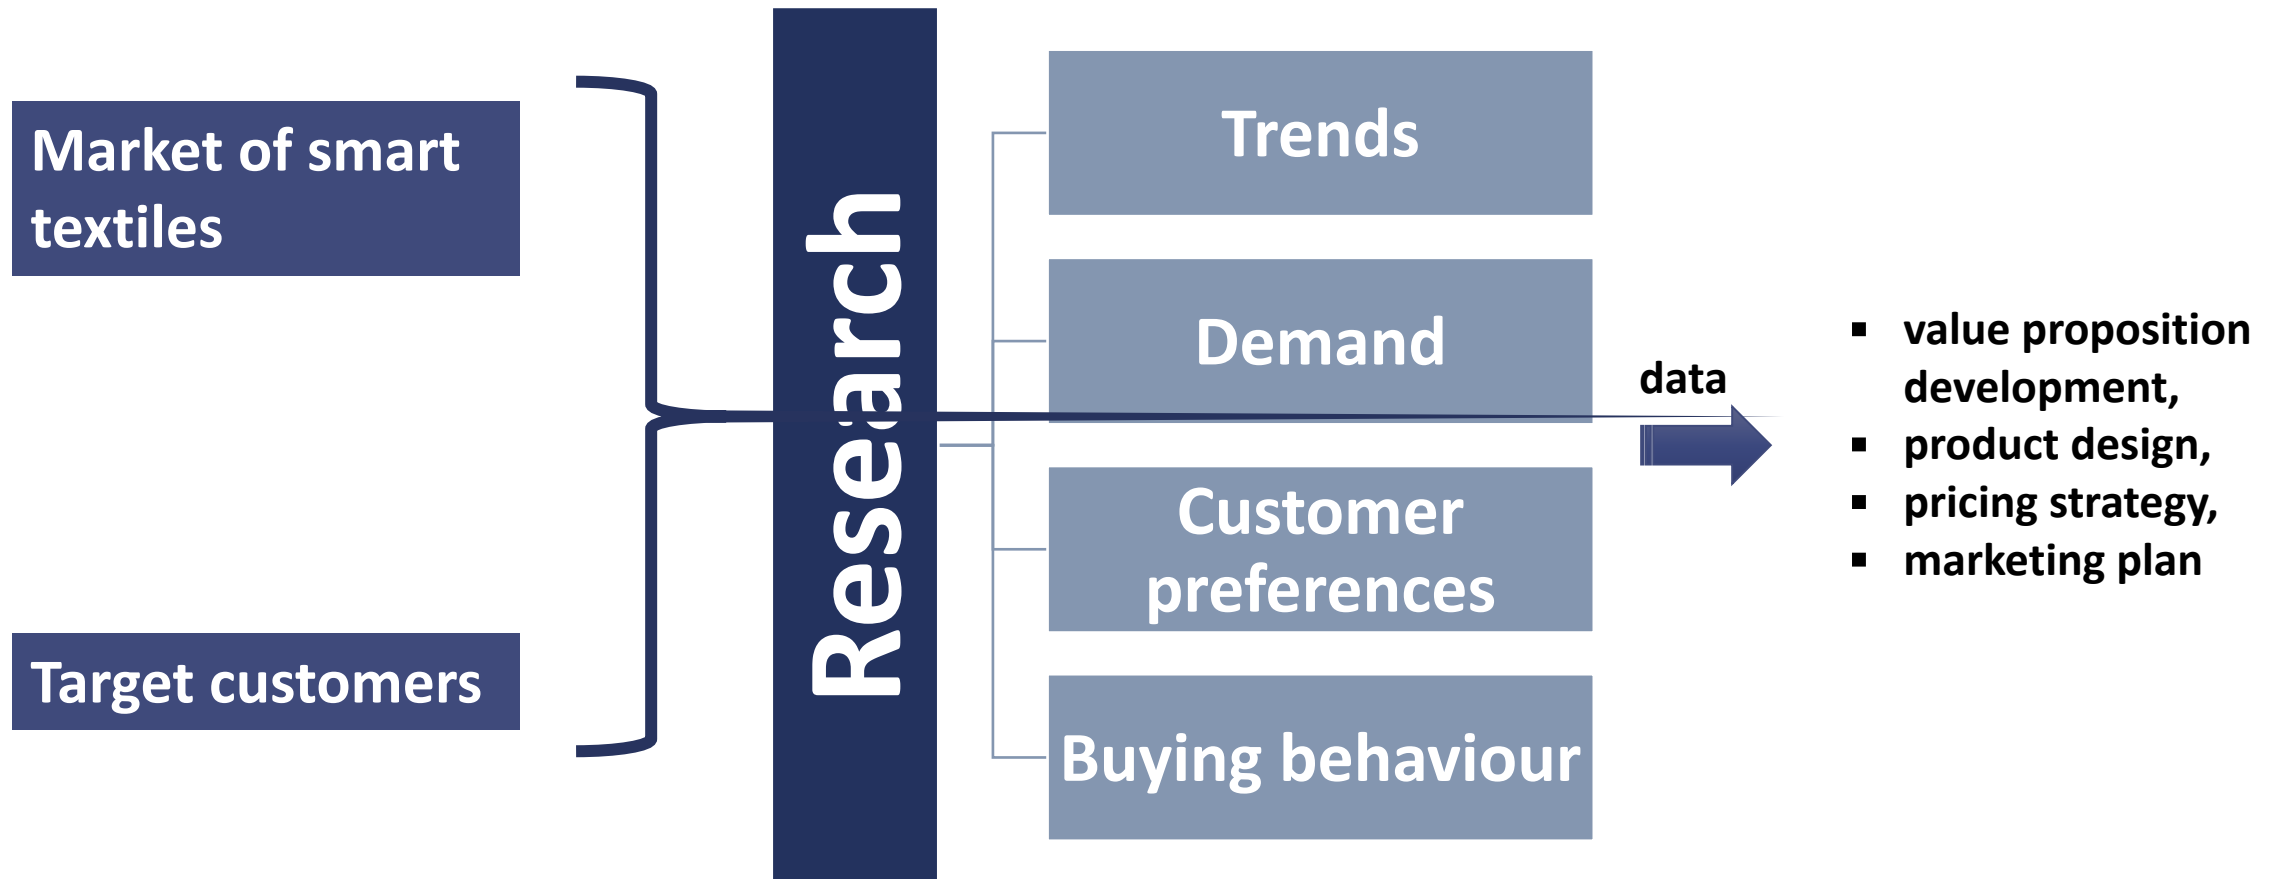 Market of smart
textiles
Target customers
Research
Trends
Demand
Customer
preferences
Buying behaviour
data
▪ value proposition
development,
▪ product design,
▪ pricing strategy,
▪ marketing plan